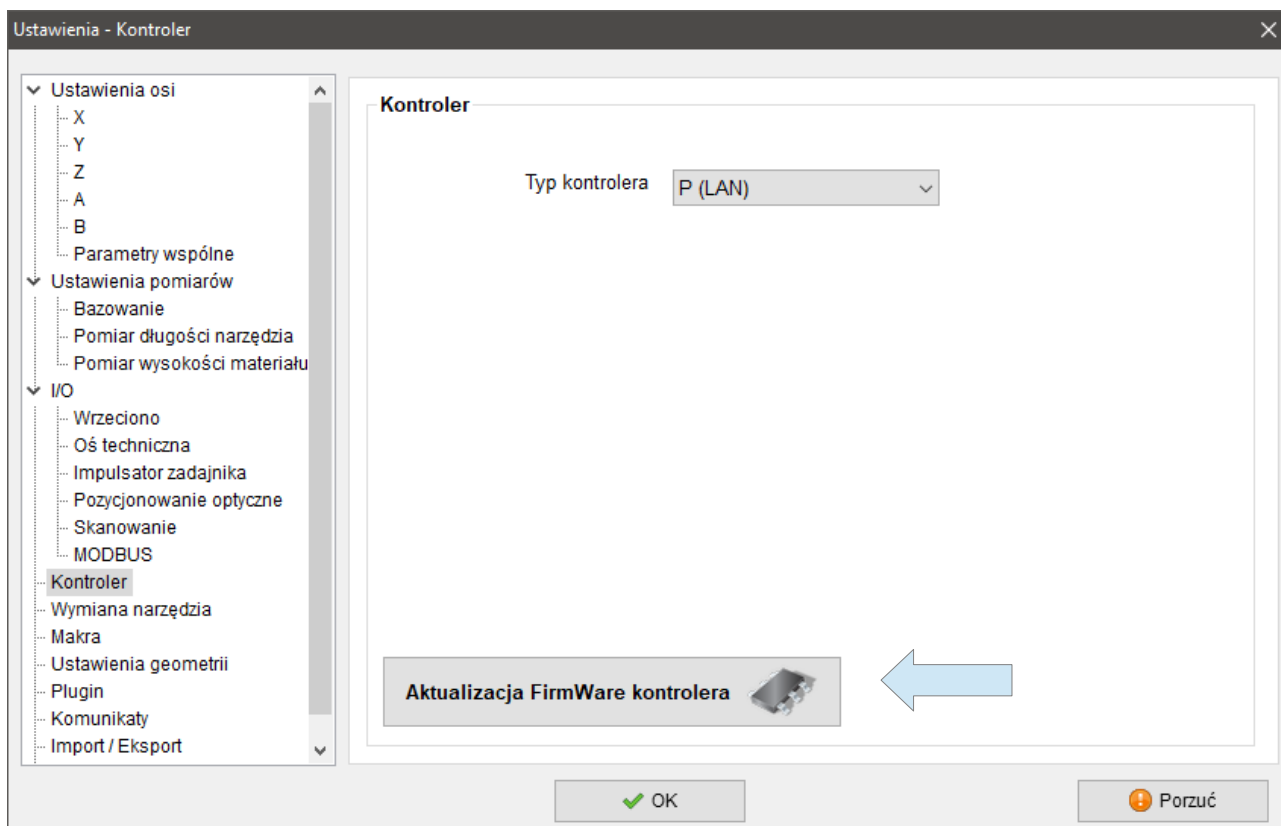 Ustawienia - Kontroler
Ustawienia osi
X
Y
Z
A
B
Parametry wspólne
Ustawienia pomiarów
Bazowanie
Pomiar długości narzędzia
Pomiar wysokości materiału
I/O
Wrzeciono
Oś techniczna
Impulsator zadajnika
Pozycjonowanie optyczne
Skanowanie
MODBUS
Kontroler
Wymiana narzędzia
Makra
Ustawienia geometrii
Plugin
Komunikaty
Import / Eksport
Kontroler
Typ kontrolera P (LAN)
Aktualizacja FirmWare kontrolera
OK
Porzuć